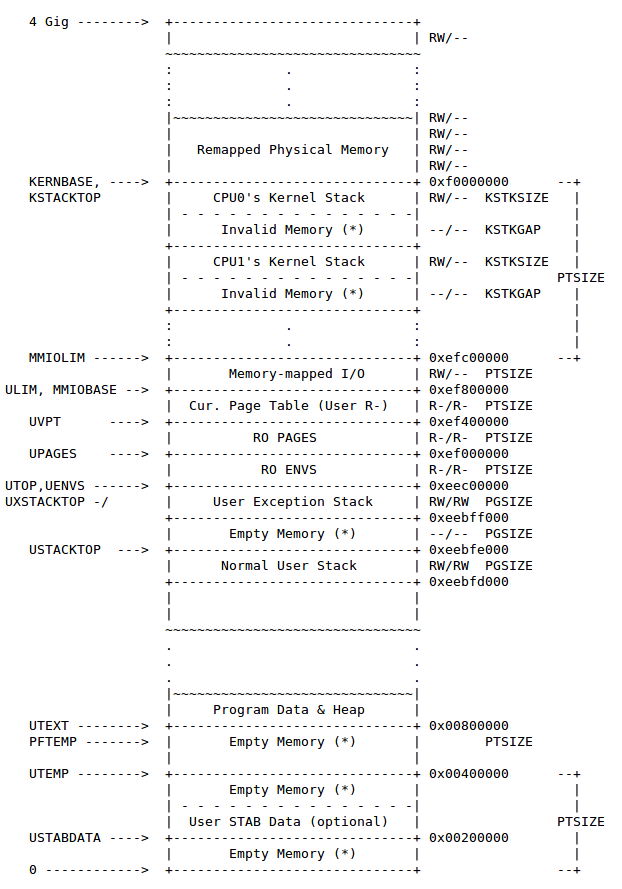 4 Gig -------->  +------------------------------+
                 |                              | RW/--
                 ~~~~~~~~~~~~~~~~~~~~~~~~~~~~~~~~
                 :              .               :
                 :              .               :
                 :              .               :
                 |~~~~~~~~~~~~~~~~~~~~~~~~~~~~~~| RW/--
                 |                              | RW/--
                 |   Remapped Physical Memory   | RW/--
                 |                              | RW/--
KERNBASE, ---->  +------------------------------+ 0xf0000000      --+
KSTACKTOP        |     CPU0's Kernel Stack      | RW/--  KSTKSIZE   |
                 | - - - - - - - - - - - - - - -|                   |
                 |      Invalid Memory (*)      | --/--  KSTKGAP    |
                 +------------------------------+                   |
                 |     CPU1's Kernel Stack      | RW/--  KSTKSIZE   |
                 | - - - - - - - - - - - - - - -|                 PTSIZE
                 |      Invalid Memory (*)      | --/--  KSTKGAP    |
                 +------------------------------+                   |
                 :              .               :                   |
                 :              .               :                   |
MMIOLIM ------>  +------------------------------+ 0xefc00000      --+
                 |       Memory-mapped I/O      | RW/--  PTSIZE
ULIM, MMIOBASE --> +------------------------------+ 0xef800000
                 |  Cur. Page Table (User R-)   | R-/R-  PTSIZE
UVPT      ---->  +------------------------------+ 0xef400000
                 |          RO PAGES            | R-/R-  PTSIZE
UPAGES    ---->  +------------------------------+ 0xef000000
                 |           RO ENVS            | R-/R-  PTSIZE
UTOP,UENVS ------> +------------------------------+ 0xeec00000
UXSTACKTOP -/    |     User Exception Stack     | RW/RW  PGSIZE
                 +------------------------------+ 0xeebff000
                 |       Empty Memory (*)       | --/--  PGSIZE
USTACKTOP  --->  +------------------------------+ 0xeebfe000
                 |      Normal User Stack       | RW/RW  PGSIZE
                 +------------------------------+ 0xeebfd000
                 |                              |
                 |                              |
                 ~~~~~~~~~~~~~~~~~~~~~~~~~~~~~~~~
                 .                              .
                 .                              .
                 .                              .
                 |~~~~~~~~~~~~~~~~~~~~~~~~~~~~~~|
                 |     Program Data & Heap      |
UTEXT -------->  +------------------------------+ 0x00800000
PFTEMP ------->  |       Empty Memory (*)       |        PTSIZE
                 |                              |
UTEMP -------->  +------------------------------+ 0x00400000      --+
                 |       Empty Memory (*)       |                   |
                 | - - - - - - - - - - - - - - -|                   |
                 |  User STAB Data (optional)   |                 PTSIZE
USTABDATA ---->  +------------------------------+ 0x00200000        |
                 |       Empty Memory (*)       |                   |
0 ------------>  +------------------------------+                 --+